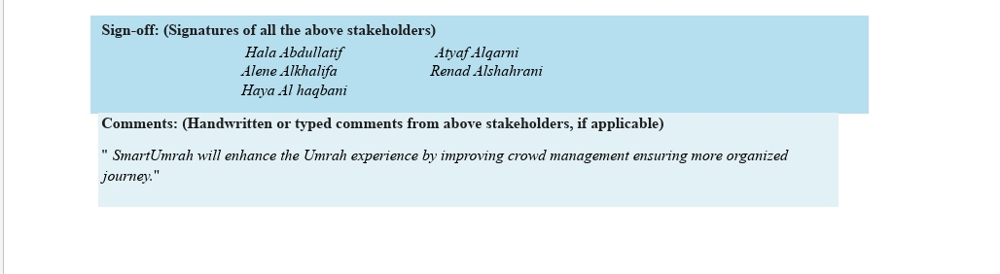 Sign-off: (Signatures of all the above stakeholders)
Hala Abdullatif Atyaf Alqarni
Alene Alkhalifa Renad Alshahrani
Haya Al haqbani
Comments: (Handwritten or typed comments from above stakeholders, if applicable)
" SmartUmrah will enhance the Umrah experience by improving crowd management ensuring more organized
journey."